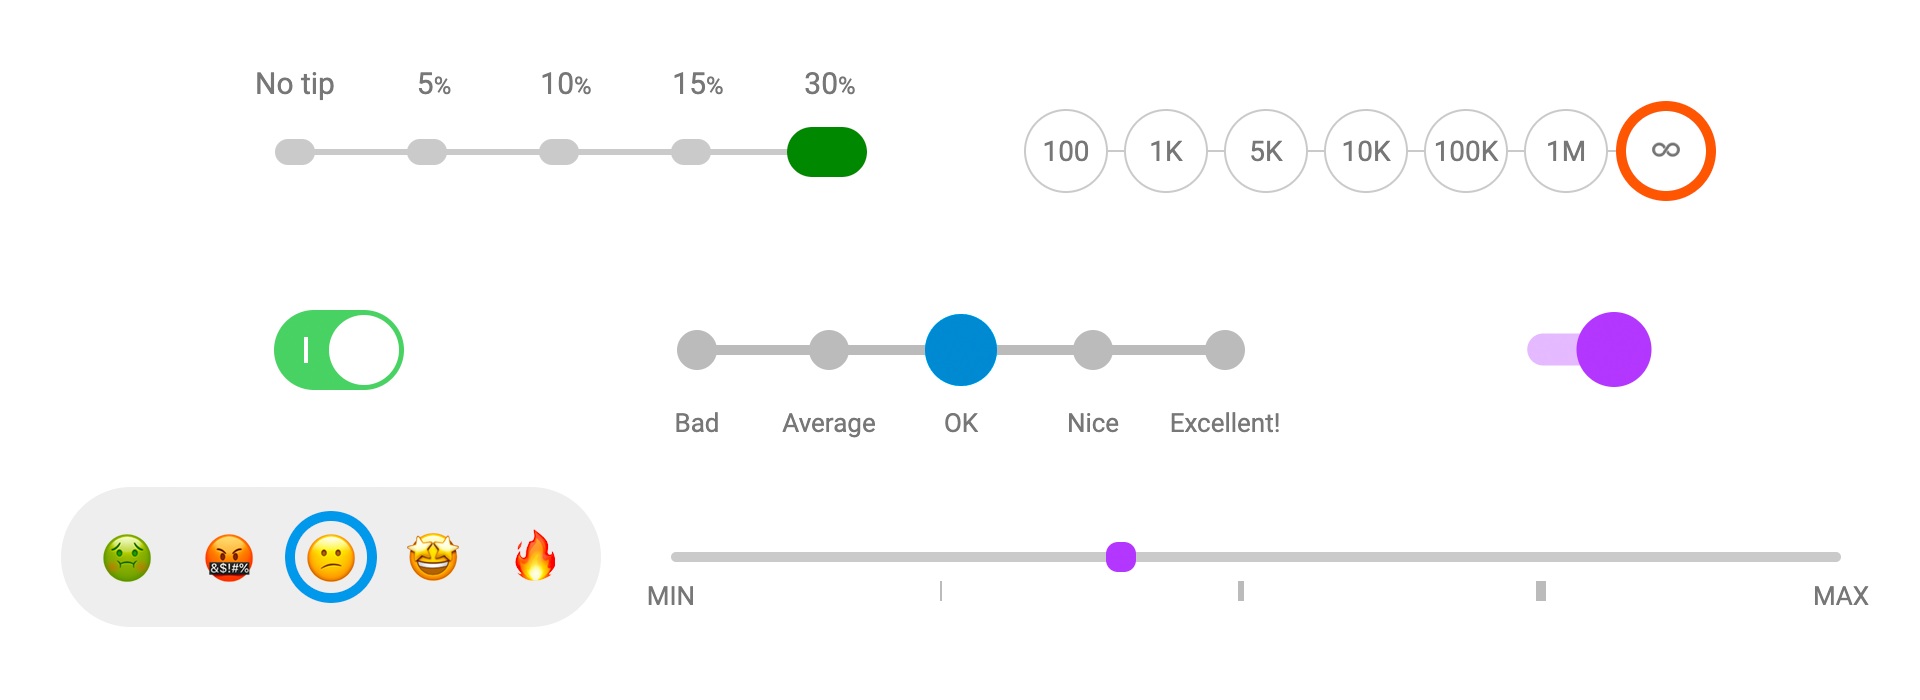 No tip 5% 10% 15% 30%
100 1K 5K 10K 100K 1M ∞
Bad Average OK Nice Excellent!
&$!#%
MIN MAX